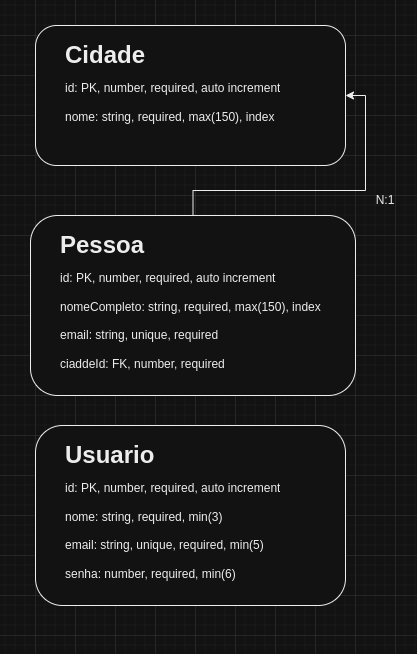 Cidade
id: PK, number, required, auto increment
nome: string, required, max(150), index
N:1
Pessoa
id: PK, number, required, auto increment
nomeCompleto: string, required, max(150), index
email: string, unique, required
ciaddeId: FK, number, required
Usuario
id: PK, number, required, auto increment
nome: string, required, min(3)
email: string, unique, required, min(5)
senha: number, required, min(6)